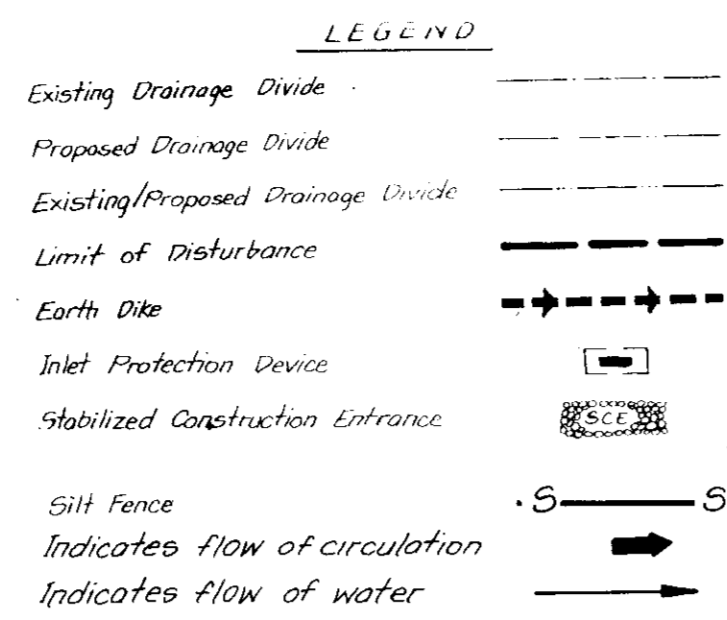 LEGEND
Existing Drainage Divide
Proposed Drainage Divide
Existing/Proposed Drainage Divide
Limit of Disturbance
Earth Dike
Inlet Protection Device
Stabilized Construction Entrance SCE
Silt Fence S S
Indicates flow of circulation
Indicates flow of water